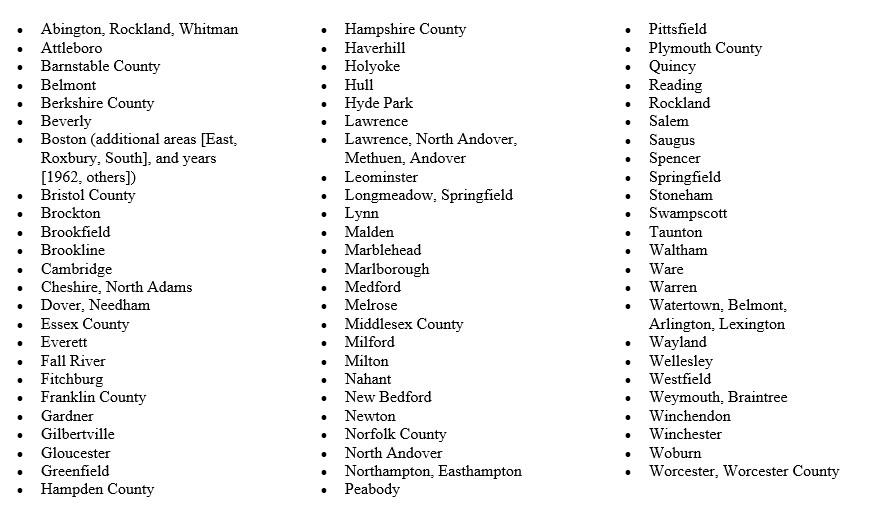 • Abington, Rockland, Whitman
• Attleboro
• Barnstable County
• Belmont
• Berkshire County
• Beverly
• Boston (additional areas [East,
Roxbury, South], and years
[1962, others])
• Bristol County
• Brockton
• Brookfield
• Brookline
• Cambridge
• Cheshire, North Adams
• Dover, Needham
• Essex County
• Everett
• Fall River
• Fitchburg
• Franklin County
• Gardner
• Gilbertville
• Gloucester
• Greenfield
• Hampden County
• Hampshire County
• Haverhill
• Holyoke
• Hull
• Hyde Park
• Lawrence
• Lawrence, North Andover,
Methuen, Andover
• Leominster
• Longmeadow, Springfield
• Lynn
• Malden
• Marblehead
• Marlborough
• Medford
• Melrose
• Middlesex County
• Milford
• Milton
• Nahant
• New Bedford
• Newton
• Norfolk County
• North Andover
• Northampton, Easthampton
• Peabody
• Pittsfield
• Plymouth County
• Quincy
• Reading
• Rockland
• Salem
• Saugus
• Spencer
• Springfield
• Stoneham
• Swampscott
• Taunton
• Waltham
• Ware
• Warren
• Watertown, Belmont,
Arlington, Lexington
• Wayland
• Wellesley
• Westfield
• Weymouth, Braintree
• Winchendon
• Winchester
• Woburn
• Worcester, Worcester County